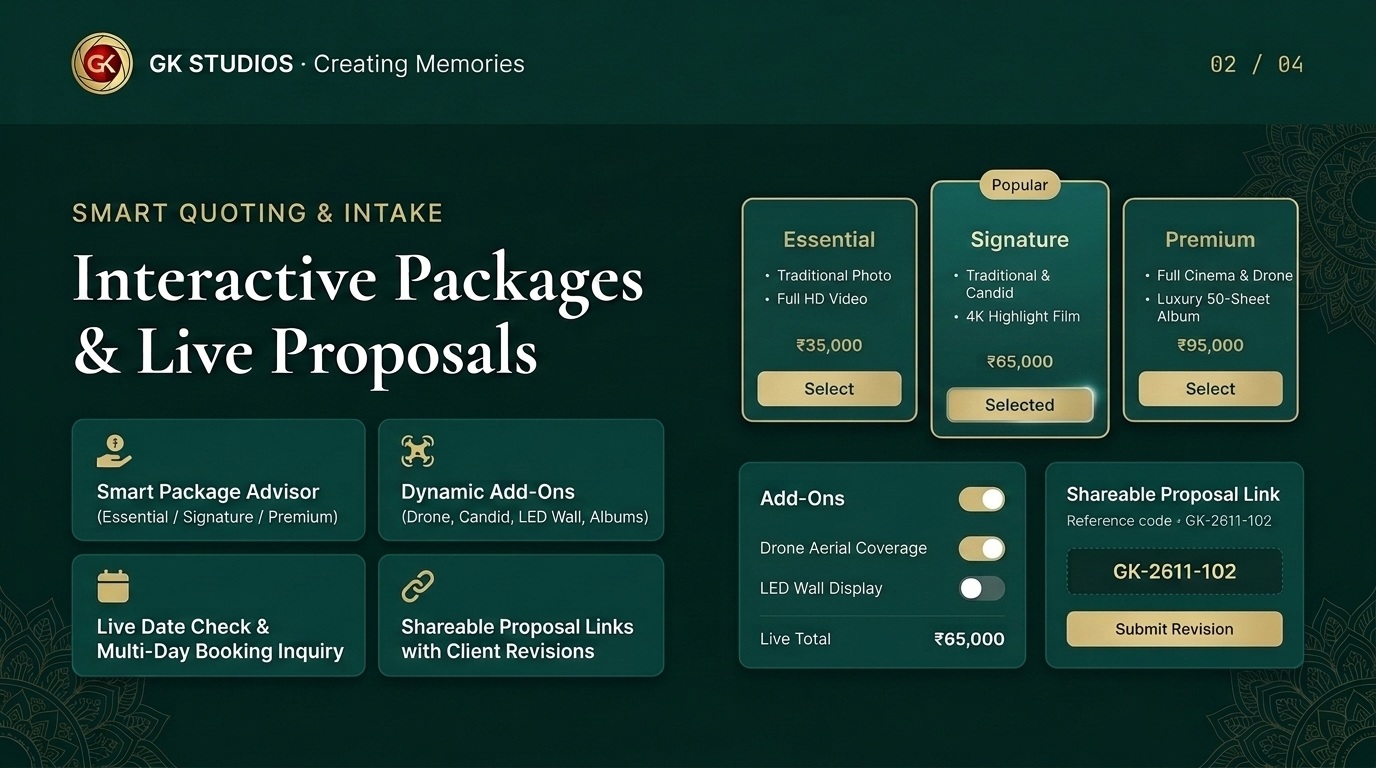 GK
GK STUDIOS · Creating Memories
02 / 04
SMART QUOTING & INTAKE
Interactive Packages
& Live Proposals
Smart Package Advisor
(Essential / Signature / Premium)
Dynamic Add-Ons
(Drone, Candid, LED Wall, Albums)
Live Date Check &
Multi-Day Booking Inquiry
Shareable Proposal Links
with Client Revisions
Essential
• Traditional Photo
• Full HD Video
₹35,000
Select
Popular
Signature
• Traditional &
Candid
• 4K Highlight Film
₹65,000
Selected
Premium
• Full Cinema & Drone
• Luxury 50-Sheet
Album
₹95,000
Select
Add-Ons
Drone Aerial Coverage
LED Wall Display
Live Total ₹65,000
Shareable Proposal Link
Reference code • GK-2611-102
GK-2611-102
Submit Revision